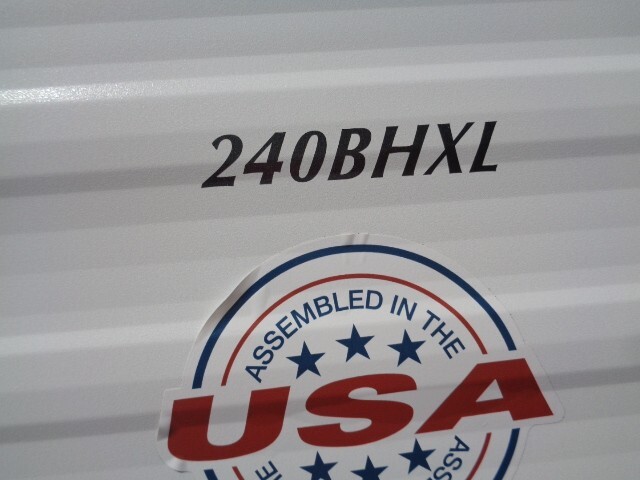 240BHXL
ASSEMBLED IN THE
USA